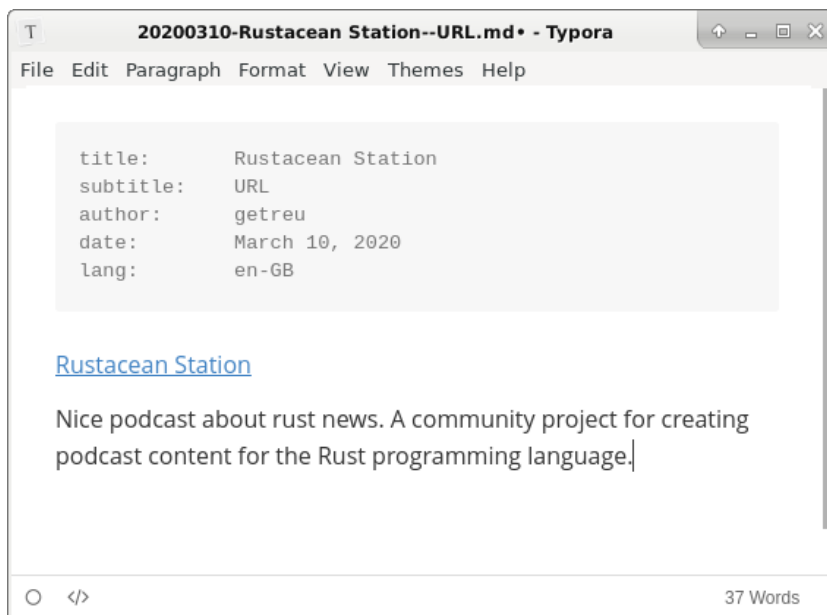 T 20200310-Rustacean Station--URL.md• - Typora
File Edit Paragraph Format View Themes Help
title: Rustacean Station
subtitle: URL
author: getreu
date: March 10, 2020
lang: en-GB
Rustacean Station
Nice podcast about rust news. A community project for creating
podcast content for the Rust programming language.
</> 37 Words